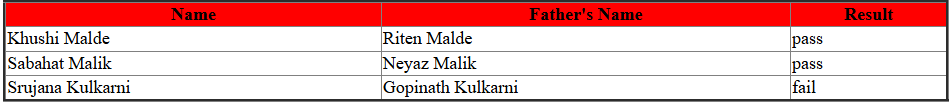 Name Father's Name Result
Khushi Malde Riten Malde pass
Sabahat Malik Neyaz Malik pass
Srujana Kulkarni Gopinath Kulkarni fail